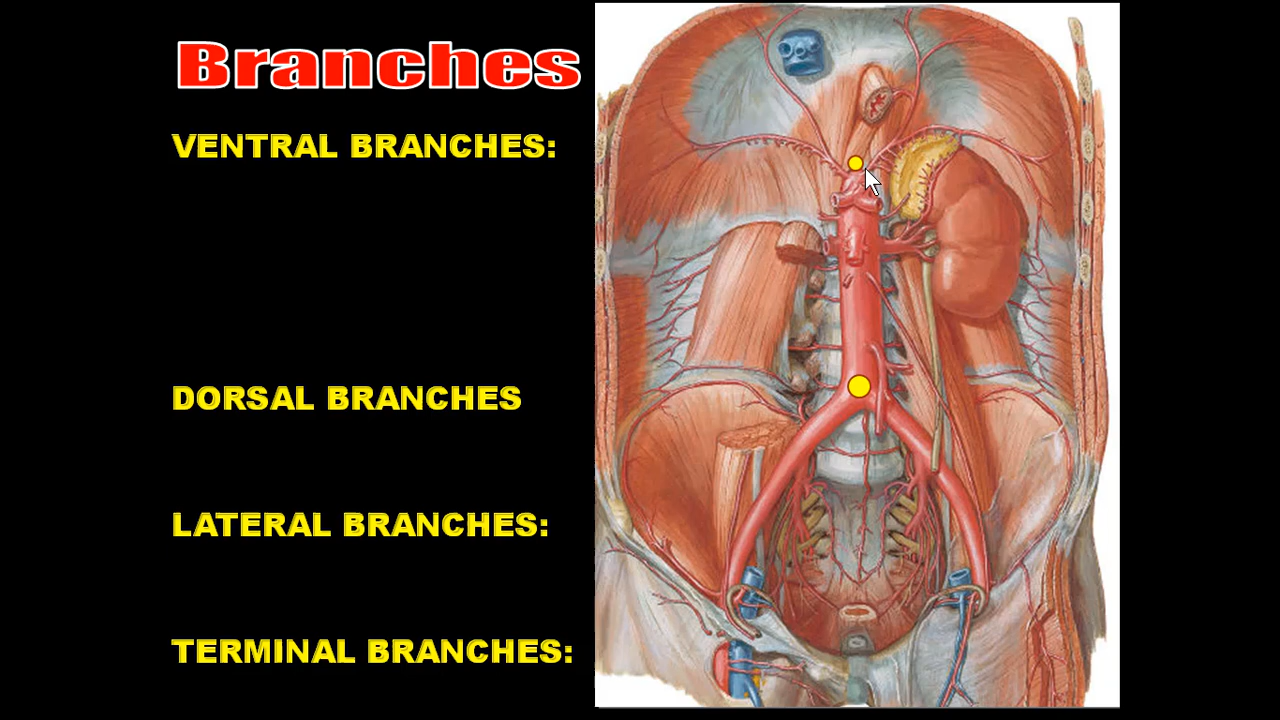 Branches
VENTRAL BRANCHES:
DORSAL BRANCHES
LATERAL BRANCHES:
TERMINAL BRANCHES: